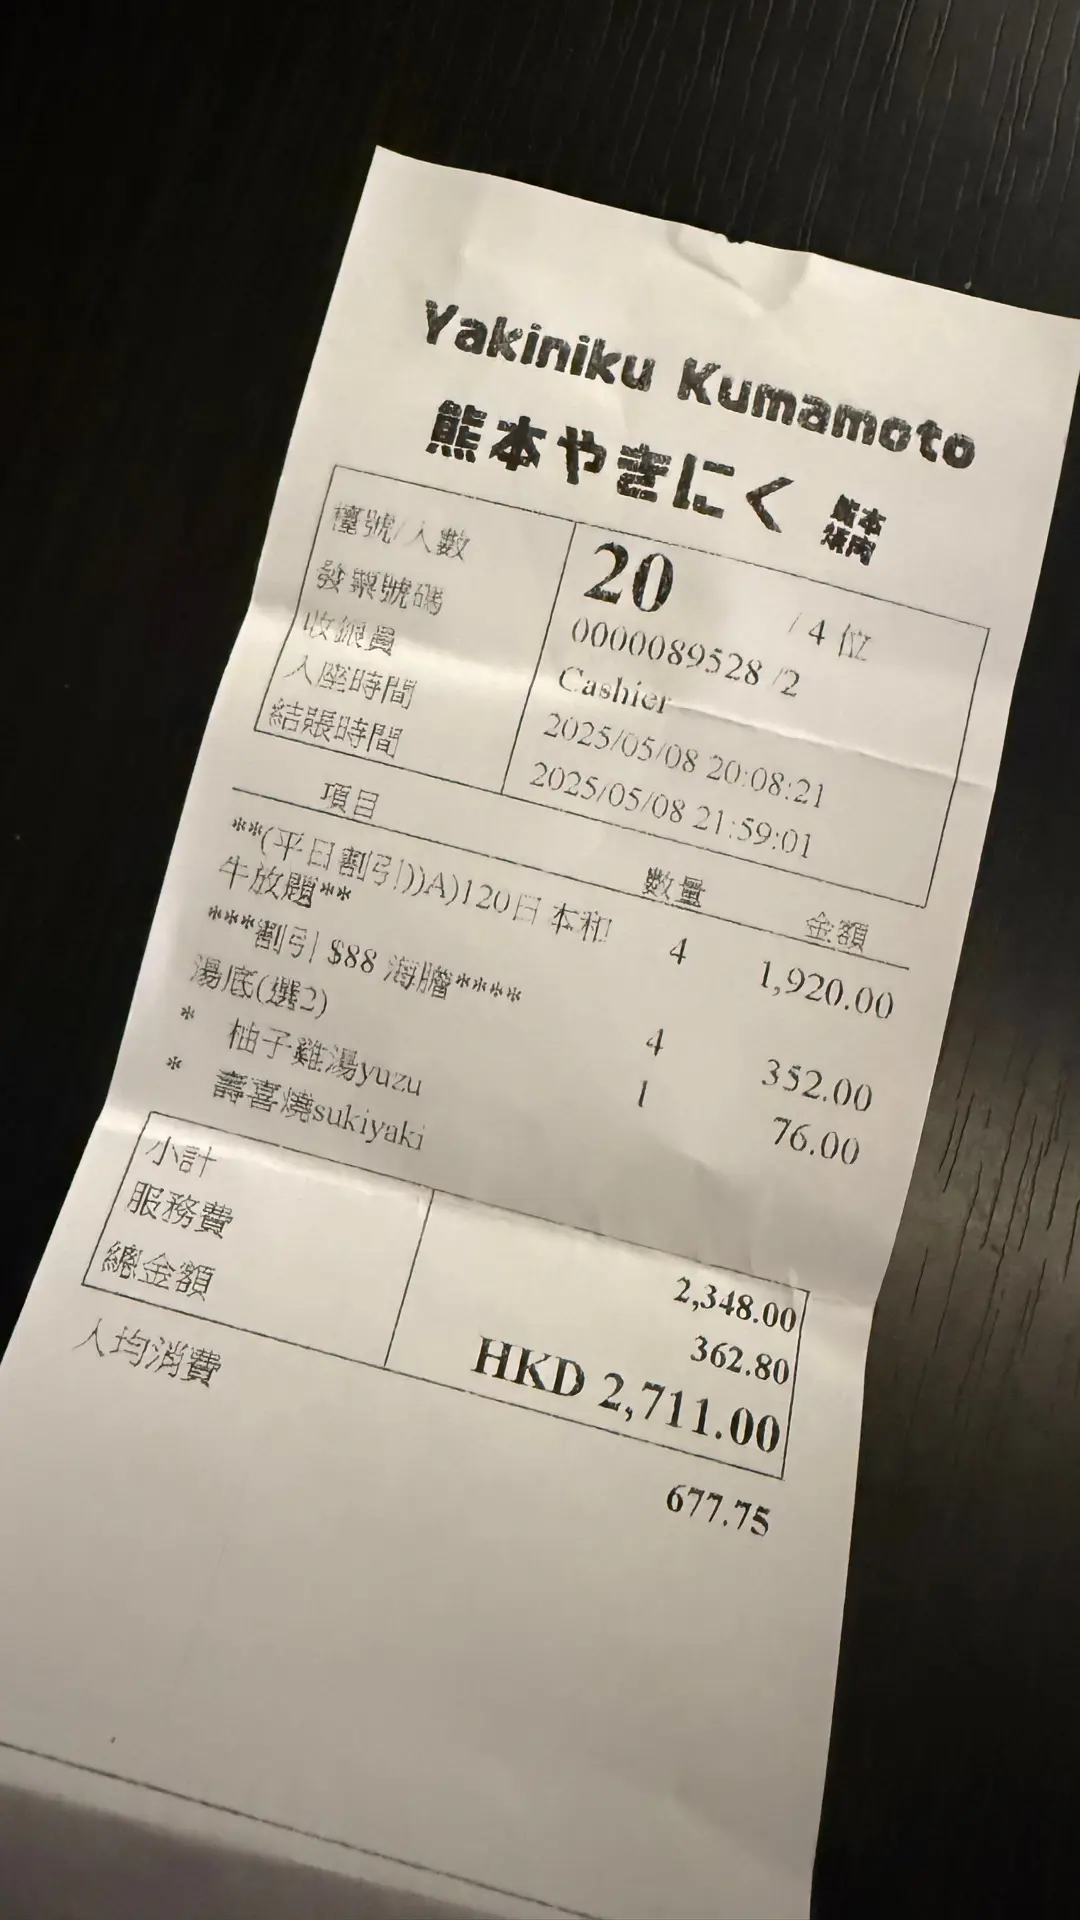 Yakiniku Kumamoto
熊本やきにく 熊本焼肉
檯號/人數 20 / 4 位
發票號碼 0000089528 /2
收銀員 Cashier
入座時間 2025/05/08 20:08:21
結賬時間 2025/05/08 21:59:01
項目 數量 金額
**(平日割引))A)120日本和 4 1,920.00
牛放題**
***割引 $88 海膽**** 4 352.00
湯底(選2) 1 76.00
* 柚子雞湯yuzu
* 壽喜燒sukiyaki
小計 2,348.00
服務費 362.80
總金額 HKD 2,711.00
人均消費 677.75